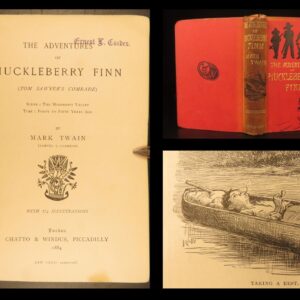 Ernest L. Carder.
THE ADVENTURES
OF
HUCKLEBERRY FINN
(TOM SAWYER'S COMRADE)
SCENE: THE MISSISSIPPI VALLEY
TIME: FORTY TO FIFTY YEARS AGO
BY
MARK TWAIN
(SAMUEL L. CLEMENS)
WITH 174 ILLUSTRATIONS
London
CHATTO & WINDUS, PICCADILLY
1884
HUCKLEBERRY
FINN
MARK TWAIN
THE ADVENTURES
OF
HUCKLEBERRY
FINN
TAKING A REST.